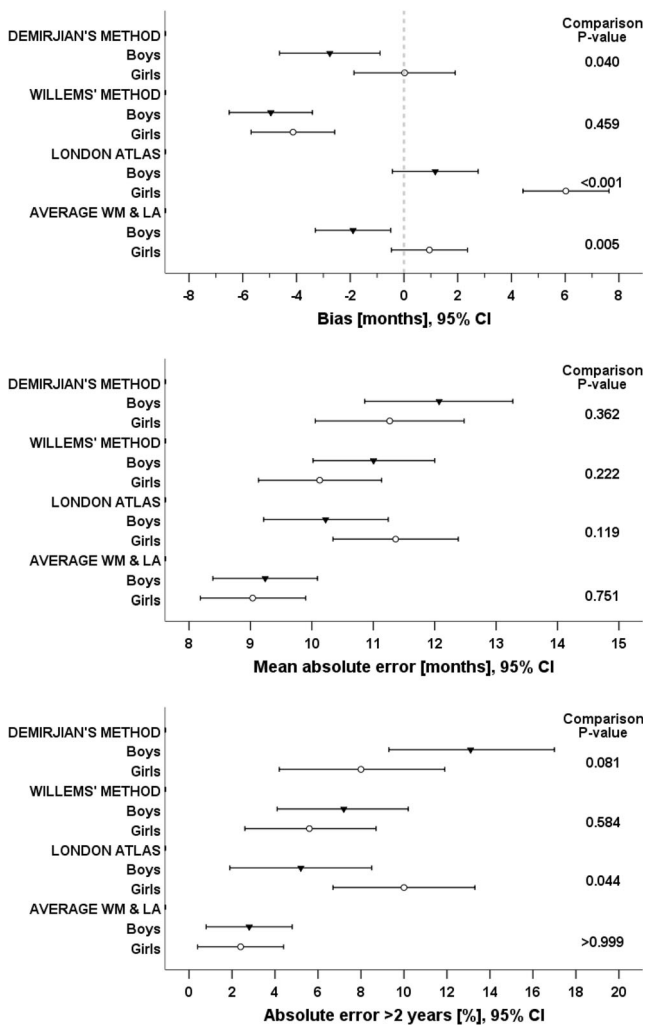 Comparison
P-value
DEMIRJIAN'S METHOD
Boys
0.040
Girls
WILLEMS' METHOD
Boys
0.459
Girls
LONDON ATLAS
Boys
<0.001
Girls
AVERAGE WM & LA
Boys
0.005
Girls
-8 -6 -4 -2 0 2 4 6 8
Bias [months], 95% CI
Comparison
P-value
DEMIRJIAN'S METHOD
Boys
0.362
Girls
WILLEMS' METHOD
Boys
0.222
Girls
LONDON ATLAS
Boys
0.119
Girls
AVERAGE WM & LA
Boys
0.751
Girls
8 9 10 11 12 13 14 15
Mean absolute error [months], 95% CI
Comparison
P-value
DEMIRJIAN'S METHOD
Boys
0.081
Girls
WILLEMS' METHOD
Boys
0.584
Girls
LONDON ATLAS
Boys
0.044
Girls
AVERAGE WM & LA
Boys
>0.999
Girls
0 2 4 6 8 10 12 14 16 18 20
Absolute error >2 years [%], 95% CI